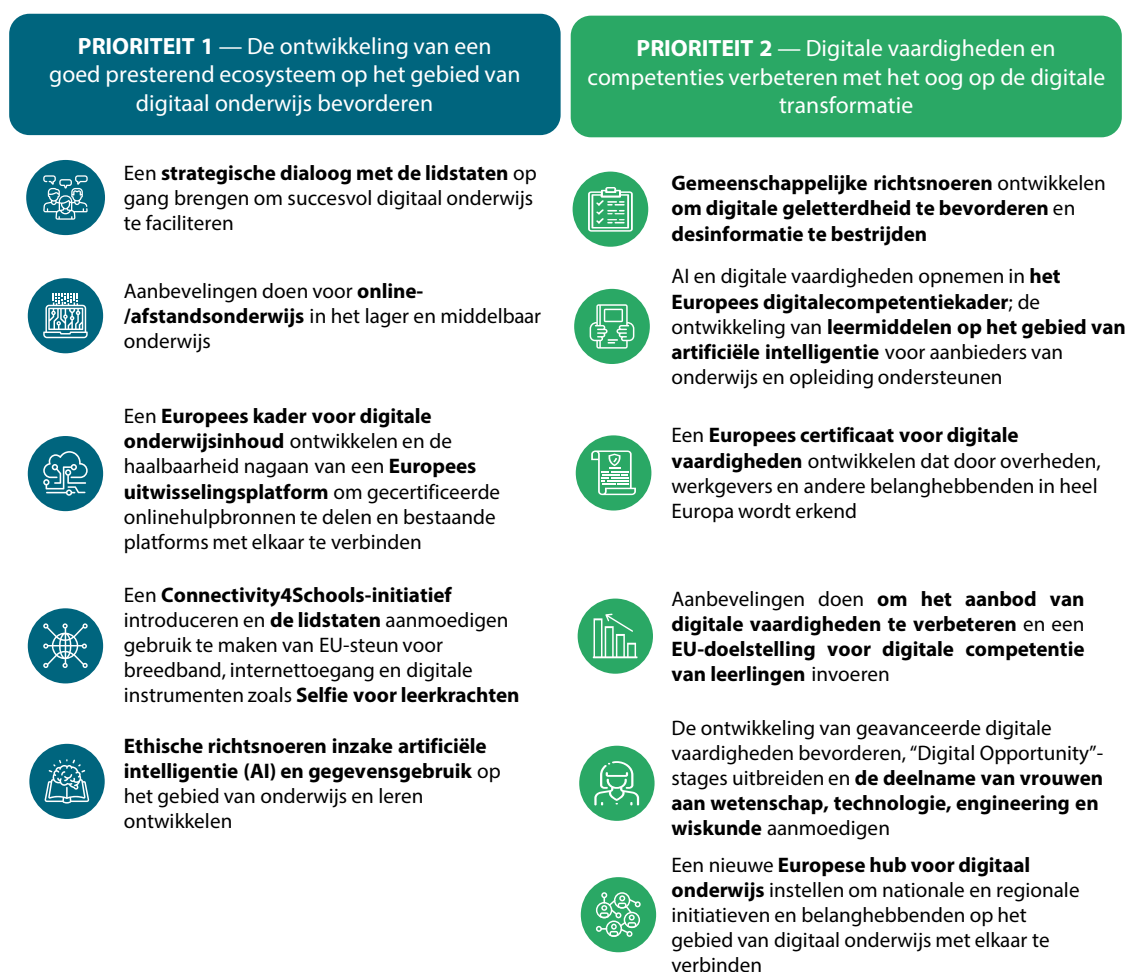 PRIORITEIT 1 — De ontwikkeling van een
goed presterend ecosysteem op het gebied van
digitaal onderwijs bevorderen
Een strategische dialoog met de lidstaten op
gang brengen om succesvol digitaal onderwijs
te faciliteren
Aanbevelingen doen voor online-
/afstandsonderwijs in het lager en middelbaar
onderwijs
Een Europees kader voor digitale
onderwijsinhoud ontwikkelen en de
haalbaarheid nagaan van een Europees
uitwisselingsplatform om gecertificeerde
onlinehulpbronnen te delen en bestaande
platforms met elkaar te verbinden
Een Connectivity4Schools-initiatief
introduceren en de lidstaten aanmoedigen
gebruik te maken van EU-steun voor
breedband, internettoegang en digitale
instrumenten zoals Selfie voor leerkrachten
Ethische richtsnoeren inzake artificiële
intelligentie (AI) en gegevensgebruik op
het gebied van onderwijs en leren
ontwikkelen
PRIORITEIT 2 — Digitale vaardigheden en
competenties verbeteren met het oog op de digitale
transformatie
Gemeenschappelijke richtsnoeren ontwikkelen
om digitale geletterdheid te bevorderen en
desinformatie te bestrijden
AI en digitale vaardigheden opnemen in het
Europees digitalecompetentiekader; de
ontwikkeling van leermiddelen op het gebied van
artificiële intelligentie voor aanbieders van
onderwijs en opleiding ondersteunen
Een Europees certificaat voor digitale
vaardigheden ontwikkelen dat door overheden,
werkgevers en andere belanghebbenden in heel
Europa wordt erkend
Aanbevelingen doen om het aanbod van
digitale vaardigheden te verbeteren en een
EU-doelstelling voor digitale competentie
van leerlingen invoeren
De ontwikkeling van geavanceerde digitale
vaardigheden bevorderen, “Digital Opportunity”-
stages uitbreiden en de deelname van vrouwen
aan wetenschap, technologie, engineering en
wiskunde aanmoedigen
Een nieuwe Europese hub voor digitaal
onderwijs instellen om nationale en regionale
initiatieven en belanghebbenden op het
gebied van digitaal onderwijs met elkaar te
verbinden